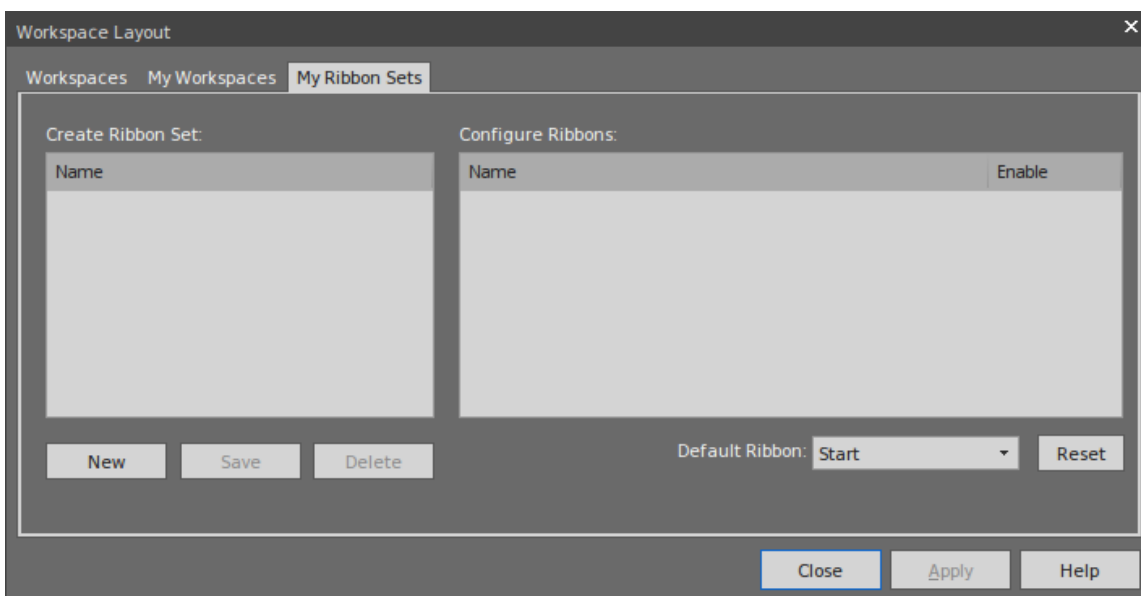 Workspace Layout
Workspaces My Workspaces My Ribbon Sets
Create Ribbon Set: Configure Ribbons:
Name Name Enable
New Save Delete Default Ribbon: Start Reset
Close Apply Help